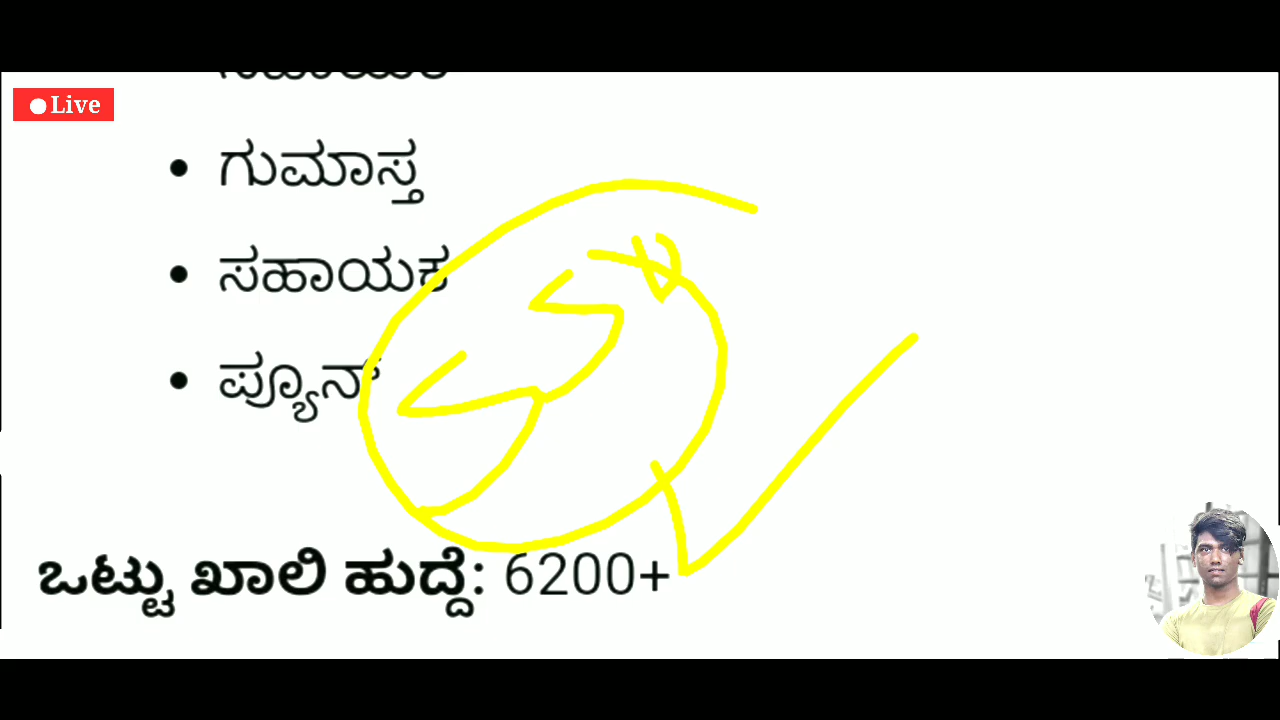 Live
ಗುಮಾಸ್ತ
ಸಹಾಯಕ
ಪ್ಯೂನ್
ಒಟ್ಟು ಖಾಲಿ ಹುದ್ದೆ: 6200+